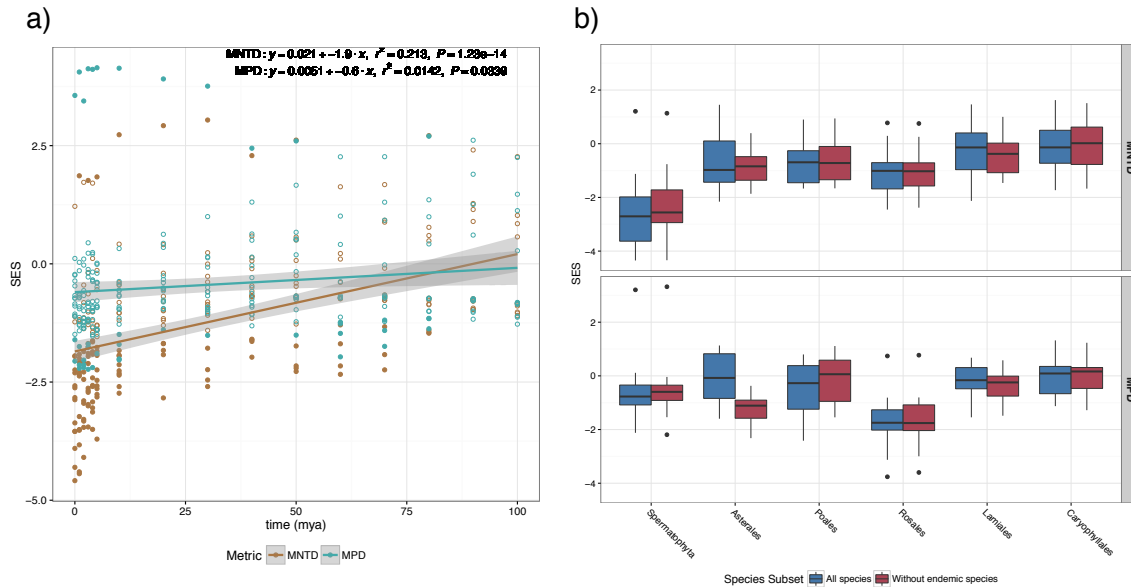 a)
MNTD : y = 0.021 + −1.9 · x, r² = 0.213, P = 1.23e−14
MPD : y = 0.0051 + −0.6 · x, r² = 0.0142, P = 0.0339
2.5
0.0
−2.5
−5.0
SES
0 25 50 75 100
time (mya)
Metric MNTD MPD
b)
2
0
−2
−4
MNTD
SES
2
0
−2
−4
MPD
Spermatophyta
Asterales
Poales
Rosales
Lamiales
Caryophyllales
Species Subset All species Without endemic species